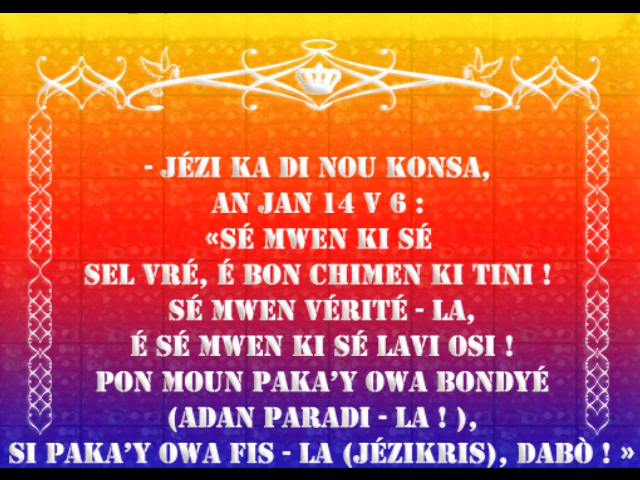 - JÉZI KA DI NOU KONSA,
AN JAN 14 V 6 :
«SÉ MWEN KI SÉ
SEL VRÉ, É BON CHIMEN KI TINI !
SÉ MWEN VÉRITÉ - LA,
É SÉ MWEN KI SÉ LAVI OSI !
PON MOUN PAKA'Y OWA BONDYÉ
(ADAN PARADI - LA ! ),
SI PAKA'Y OWA FIS - LA (JÉZIKRIS), DABÒ ! »